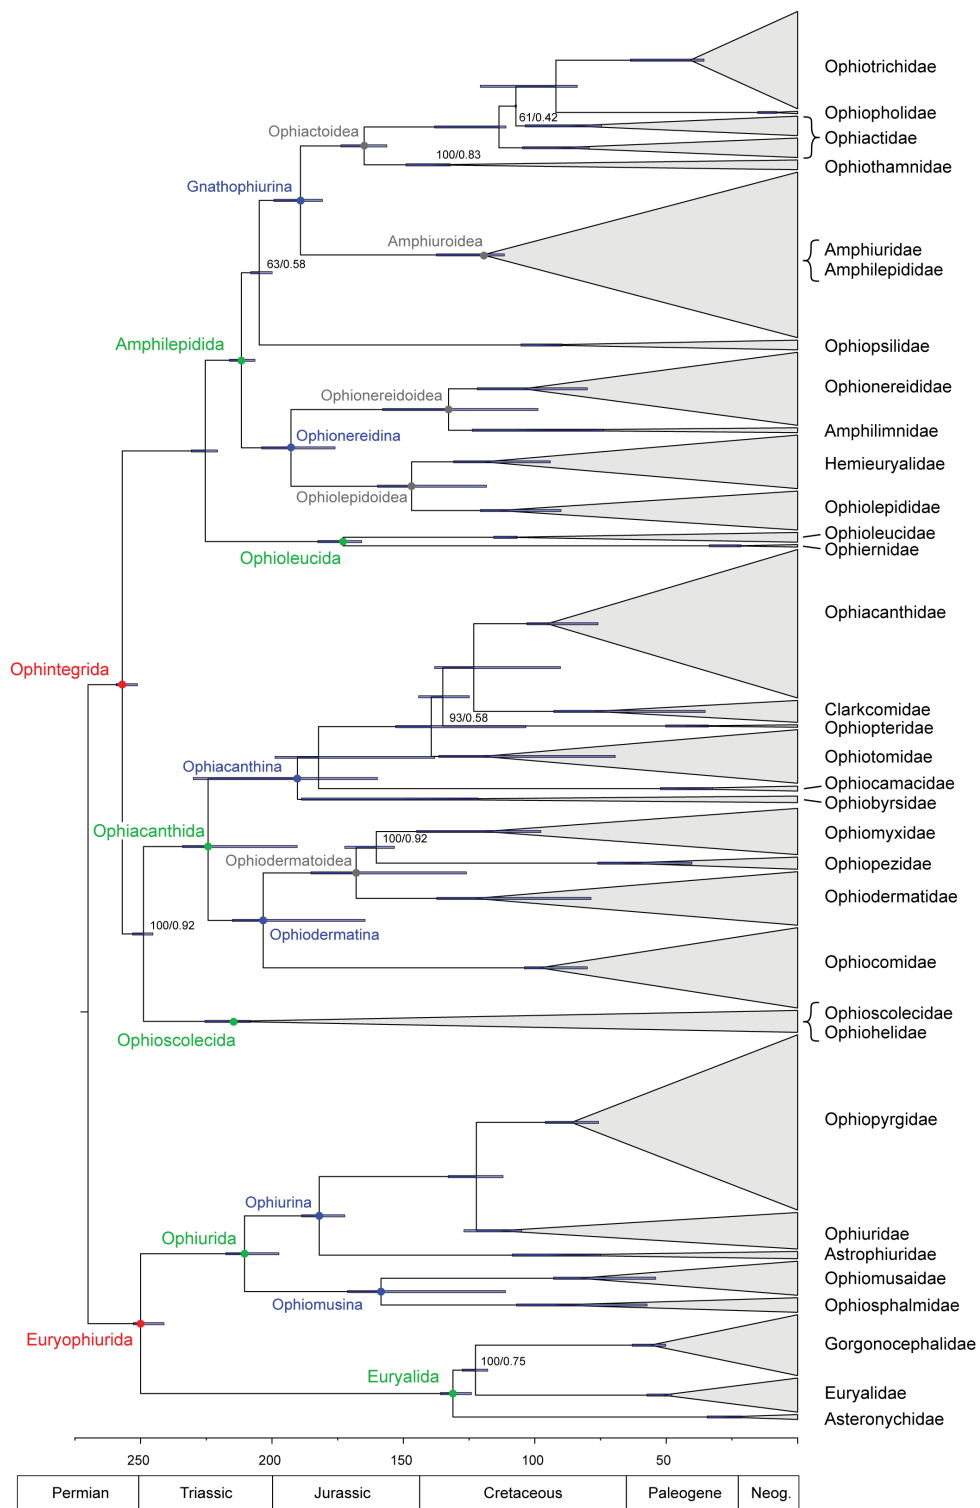 Ophiotrichidae
Ophiopholidae
61/0.42
Ophiactoidea
Ophiactidae
100/0.83
Ophiothamnidae
Gnathophiurina
Amphiuroidea
Amphiuridae
Amphilepididae
63/0.58
Amphilepidida
Ophiopsilidae
Ophionereidoidea
Ophionereididae
Amphilimnidae
Ophionereidina
Hemieuryalidae
Ophiolepidoidea
Ophiolepididae
Ophioleucidae
Ophiernidae
Ophioleucida
Ophiacanthidae
Ophintegrida
Clarkcomidae
93/0.58
Ophiopteridae
Ophiotomidae
Ophiacanthina
Ophiocamacidae
Ophiobyrsidae
Ophiacanthida
100/0.92
Ophiomyxidae
Ophiodermatoidea
Ophiopezidae
Ophiodermatidae
100/0.92
Ophiodermatina
Ophiocomidae
Ophioscolecidae
Ophiohelidae
Ophioscolecida
Ophiopyrgidae
Ophiurina
Ophiuridae
Ophiurida
Astrophiuridae
Ophiomusaidae
Ophiomusina
Ophiosphalmidae
Euryophiurida
Gorgonocephalidae
100/0.75
Euryalida
Euryalidae
Asteronychidae
250 200 150 100 50
Permian Triassic Jurassic Cretaceous Paleogene Neog.